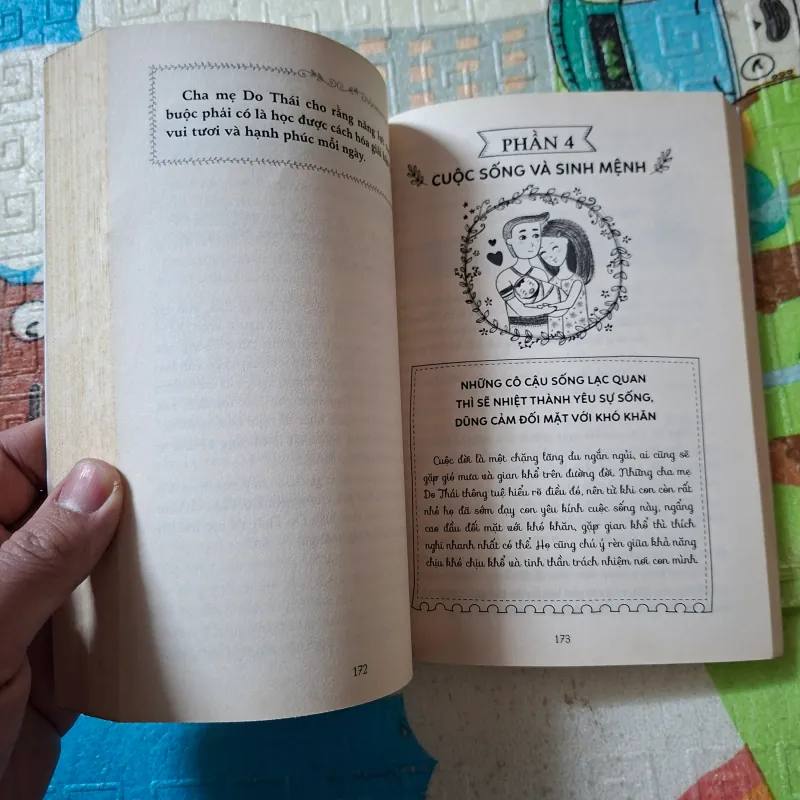 Cha mẹ Do Thái cho rằng năng lực
buộc phải có là học được cách hóa giải
vui tươi và hạnh phúc mỗi ngày.
172
PHẦN 4
CUỘC SỐNG VÀ SINH MỆNH
NHỮNG CÔ CẬU SỐNG LẠC QUAN
THÌ SẼ NHIỆT THÀNH YÊU SỰ SỐNG,
DŨNG CẢM ĐỐI MẶT VỚI KHÓ KHĂN
Cuộc đời là một chặng lãng du ngắn ngủi, ai cũng sẽ
gặp gió mưa và gian khổ trên đường đời. Những cha mẹ
Do Thái thông tuệ hiểu rõ điều đó, nên từ khi con còn rất
nhỏ họ đã sớm dạy con yêu kính cuộc sống này, ngẩng
cao đầu đối mặt với khó khăn, gặp gian khổ thì thích
nghi nhanh nhất có thể. Họ cũng chú ý rèn giũa khả năng
chịu khó chịu khổ và tinh thần trách nhiệm nơi con mình
173